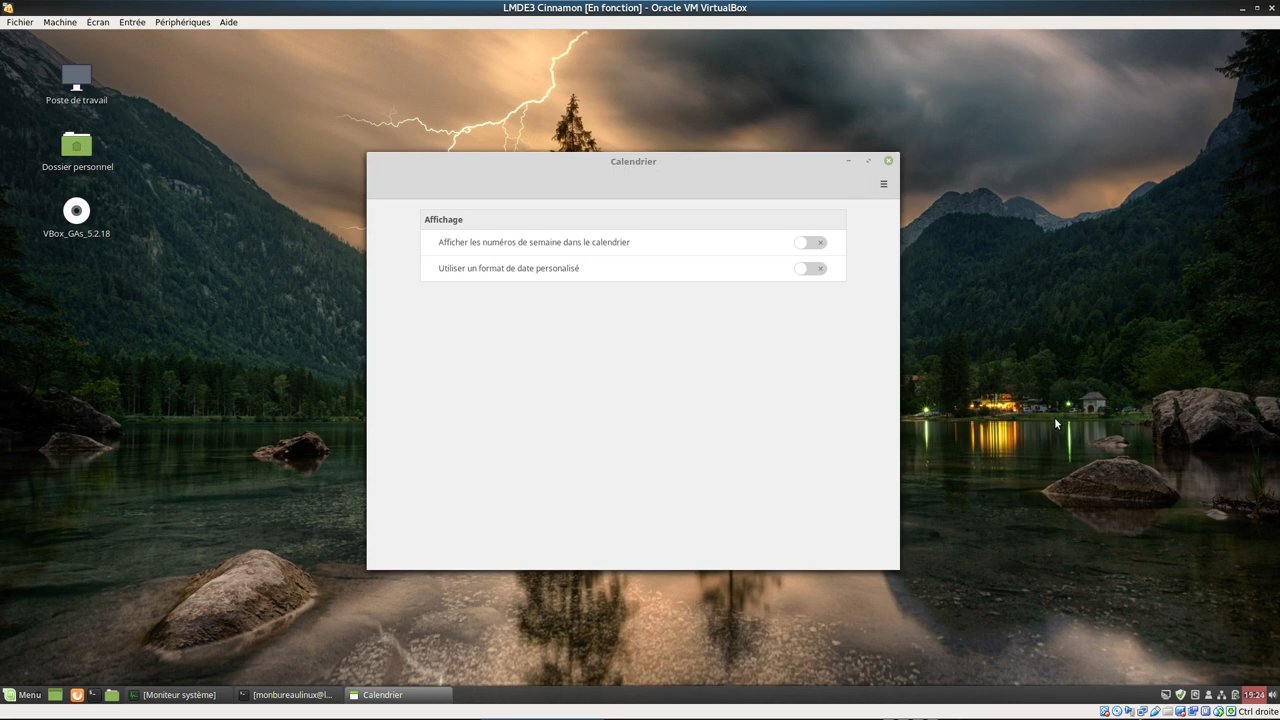 LMDE3 Cinnamon [En fonction] - Oracle VM VirtualBox
Fichier Machine Écran Entrée Périphériques Aide
Poste de travail
Dossier personnel
VBox_GAs_5.2.18
Calendrier
Affichage
Afficher les numéros de semaine dans le calendrier
Utiliser un format de date personalisé
Menu [Moniteur système] [monbureaulinux@l... Calendrier 19:24
Ctrl droite